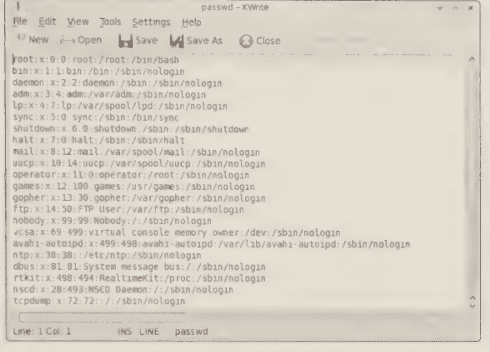 passwd - KWrite
File Edit View Tools Settings Help
New Open Save Save As Close
root:x:0:0:root:/root:/bin/bash
bin:x:1:1:bin:/bin:/sbin/nologin
daemon:x:2:2:daemon:/sbin:/sbin/nologin
adm:x:3:4:adm:/var/adm:/sbin/nologin
lp:x:4:7:lp:/var/spool/lpd:/sbin/nologin
sync:x:5:0:sync:/sbin:/bin/sync
shutdown:x:6:0:shutdown:/sbin:/sbin/shutdown
halt:x:7:0:halt:/sbin:/sbin/halt
mail:x:8:12:mail:/var/spool/mail:/sbin/nologin
uucp:x:10:14:uucp:/var/spool/uucp:/sbin/nologin
operator:x:11:0:operator:/root:/sbin/nologin
games:x:12:100:games:/usr/games:/sbin/nologin
gopher:x:13:30:gopher:/var/gopher:/sbin/nologin
ftp:x:14:50:FTP User:/var/ftp:/sbin/nologin
nobody:x:99:99:Nobody:/:/sbin/nologin
vcsa:x:69:499:virtual console memory owner:/dev:/sbin/nologin
avahi-autoipd:x:499:498:avahi-autoipd:/var/lib/avahi-autoipd:/sbin/nologin
ntp:x:38:38::/etc/ntp:/sbin/nologin
dbus:x:81:81:System message bus:/:/sbin/nologin
rtkit:x:498:494:RealtimeKit:/proc:/sbin/nologin
nscd:x:28:493:NSCD Daemon:/:/sbin/nologin
tcpdump:x:72:72::/:/sbin/nologin
Line: 1 Col: 1 INS LINE passwd